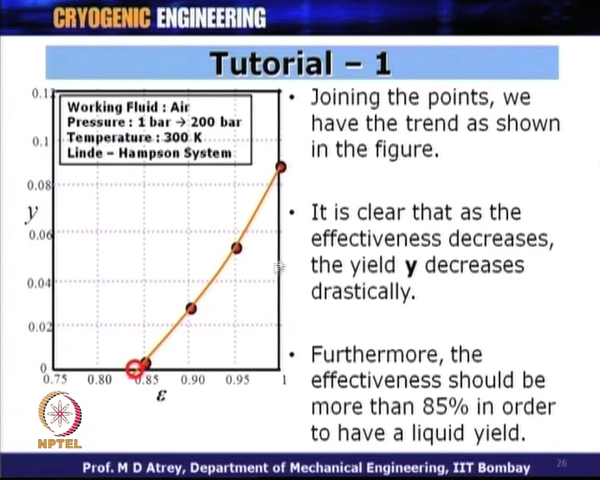 CRYOGENIC ENGINEERING
Tutorial – 1
0.12
0.1
0.08
0.06
0.04
0.02
0
y
Working Fluid : Air
Pressure : 1 bar → 200 bar
Temperature : 300 K
Linde – Hampson System
0.75 0.80 0.85 0.90 0.95 1
ε
• Joining the points, we
have the trend as shown
in the figure.
• It is clear that as the
effectiveness decreases,
the yield y decreases
drastically.
• Furthermore, the
effectiveness should be
more than 85% in order
to have a liquid yield.
NPTEL
Prof. M D Atrey, Department of Mechanical Engineering, IIT Bombay
26